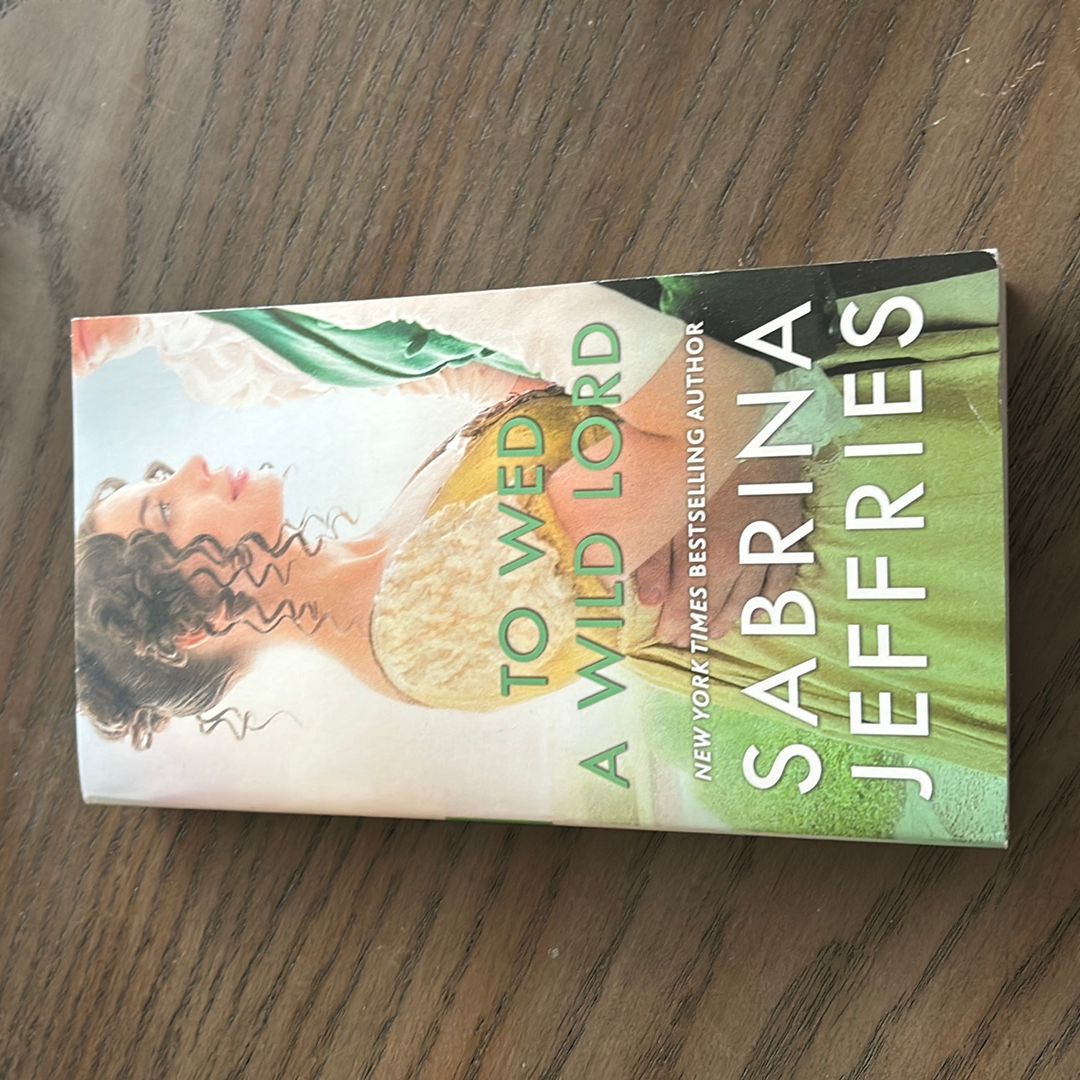 TO WED
A WILD LORD
NEW YORK TIMES BESTSELLING AUTHOR
SABRINA
JEFFRIES